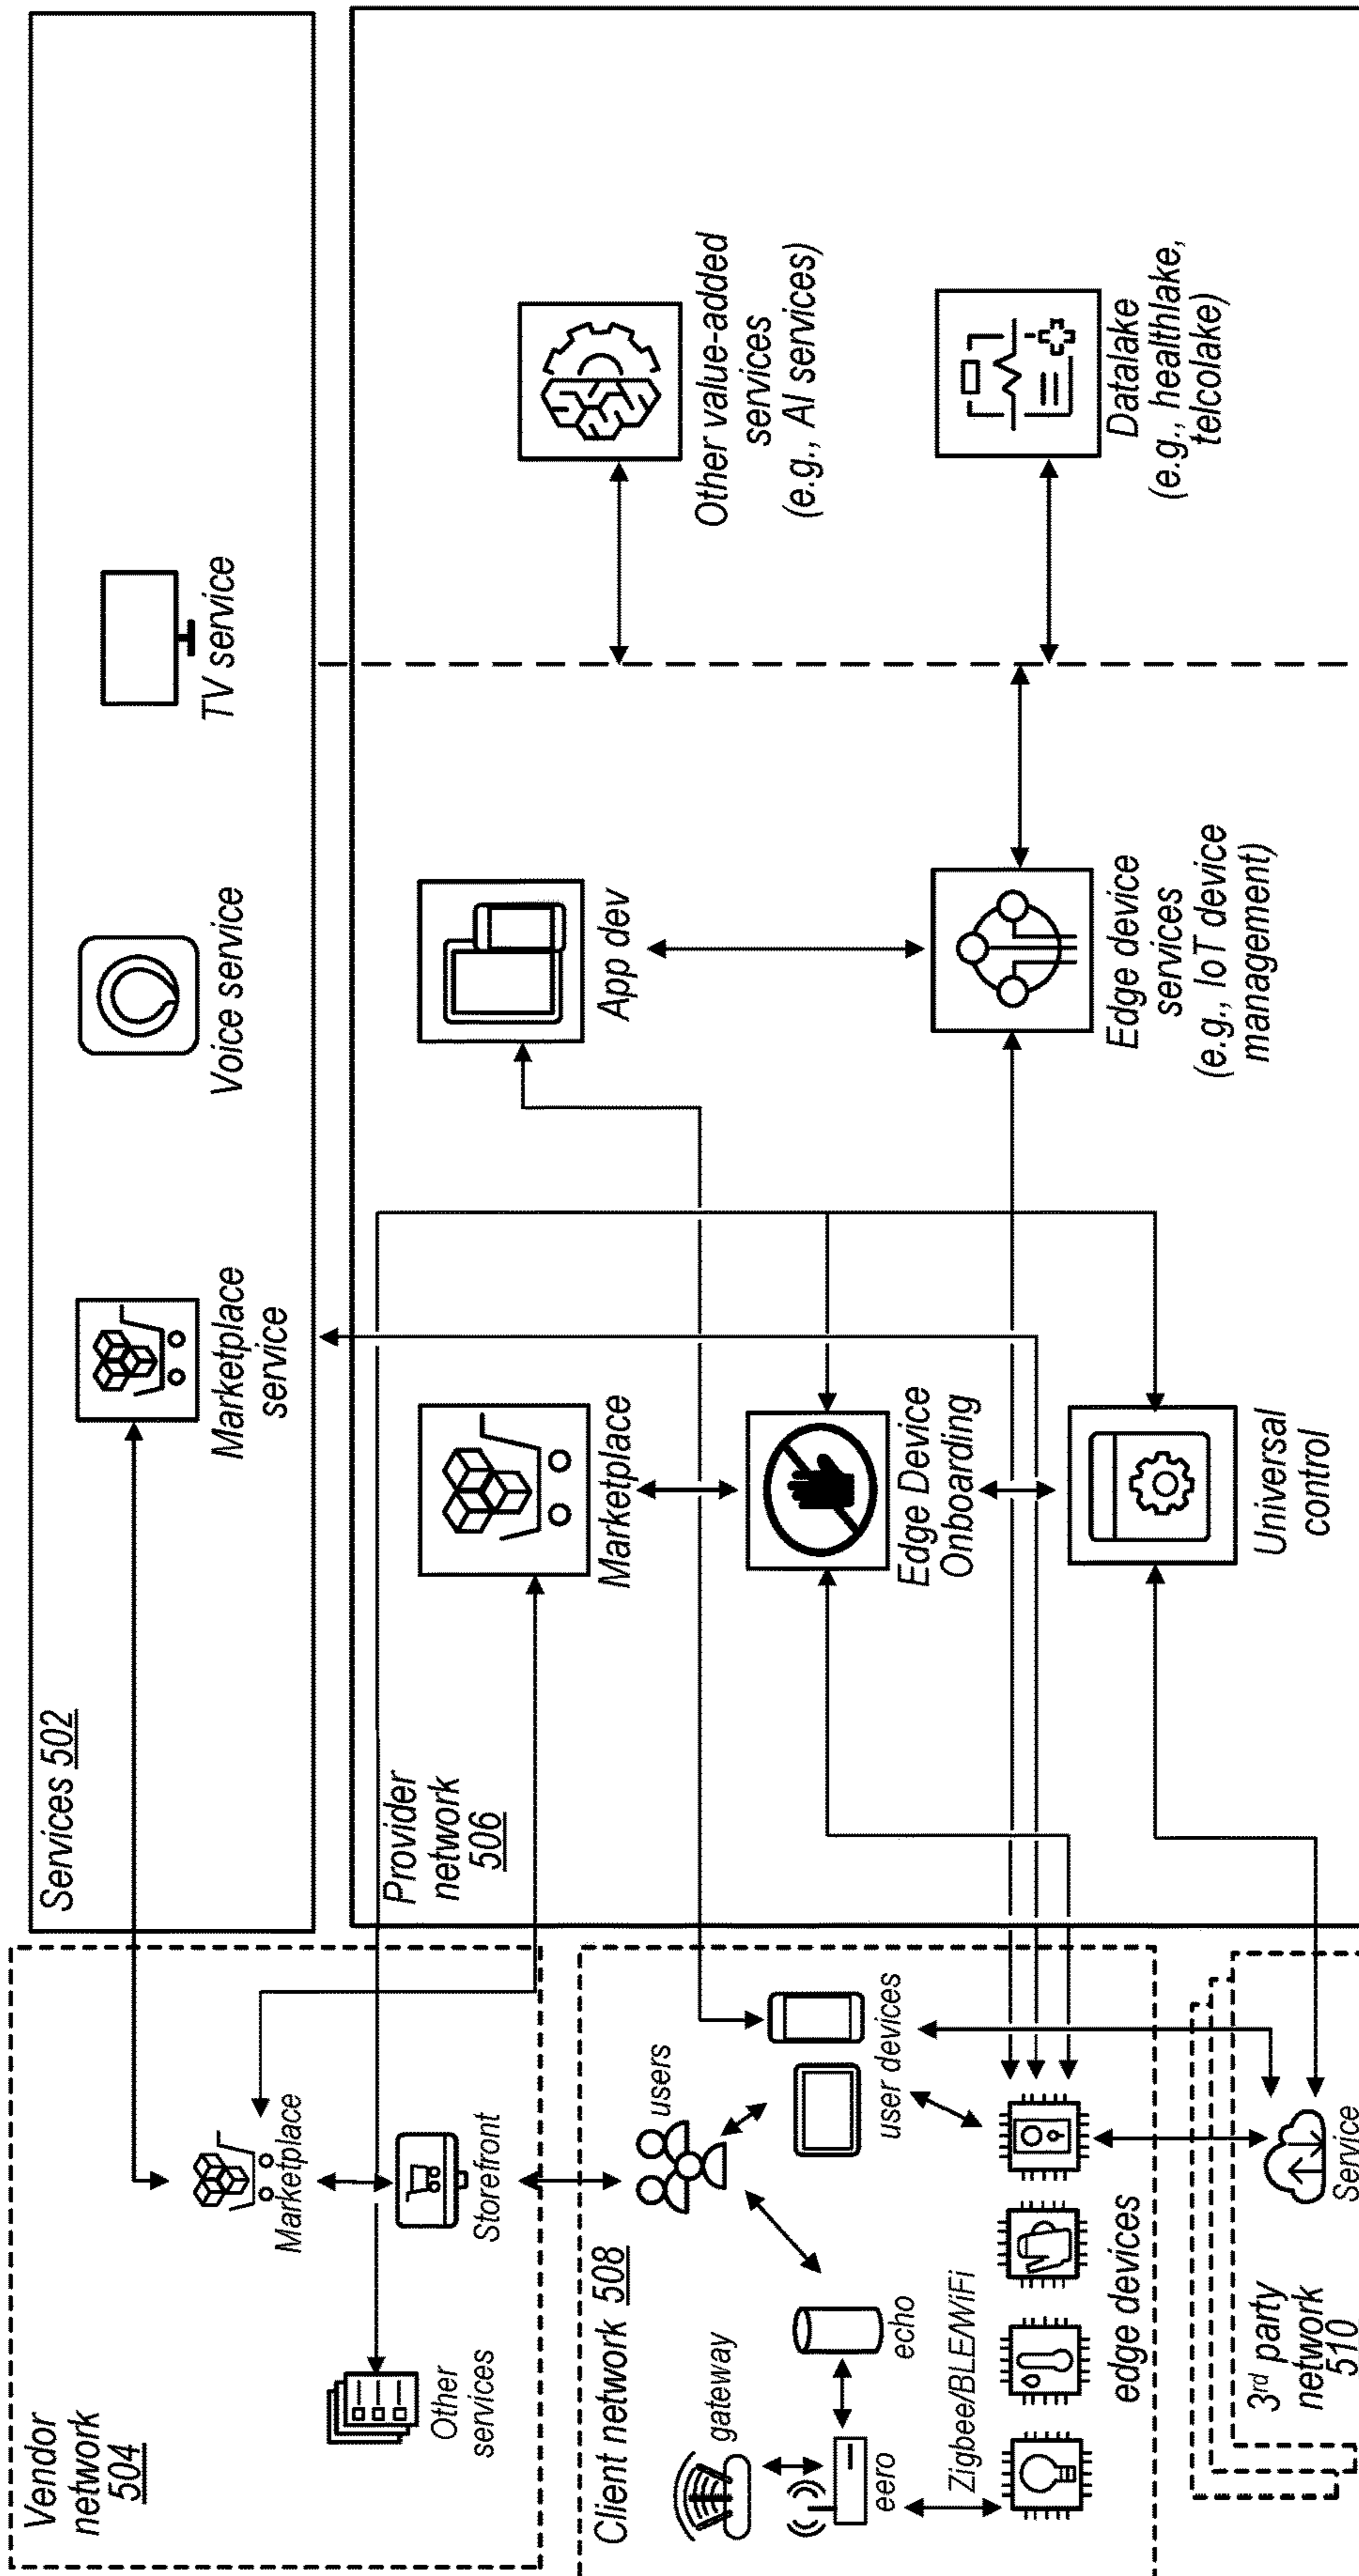 Services 502
Marketplace
service
Voice service
TV service
Vendor
network
504
Marketplace
Storefront
Other
services
Provider
network
506
Marketplace
App dev
Other value-added
services
(e.g., AI services)
Edge Device
Onboarding
Universal
control
Edge device
services
(e.g., IoT device
management)
Datalake
(e.g., healthlake,
telcolake)
Client network 508
users
gateway
user devices
echo
eero
Zigbee/BLE/WiFi
edge devices
3rd party
network
510
Service